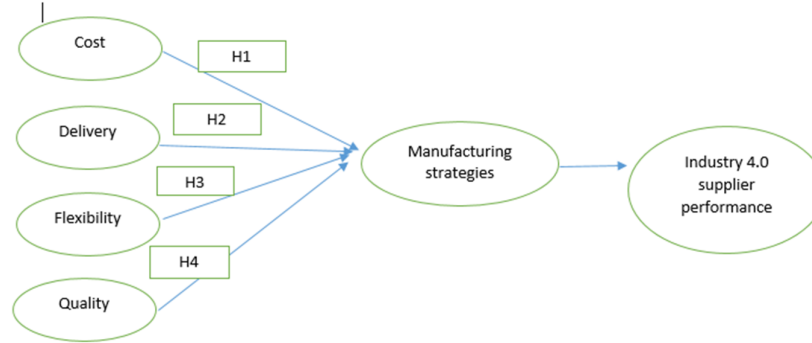 Cost
H1
Delivery
H2
Manufacturing
strategies
Industry 4.0
supplier
performance
H3
Flexibility
H4
Quality